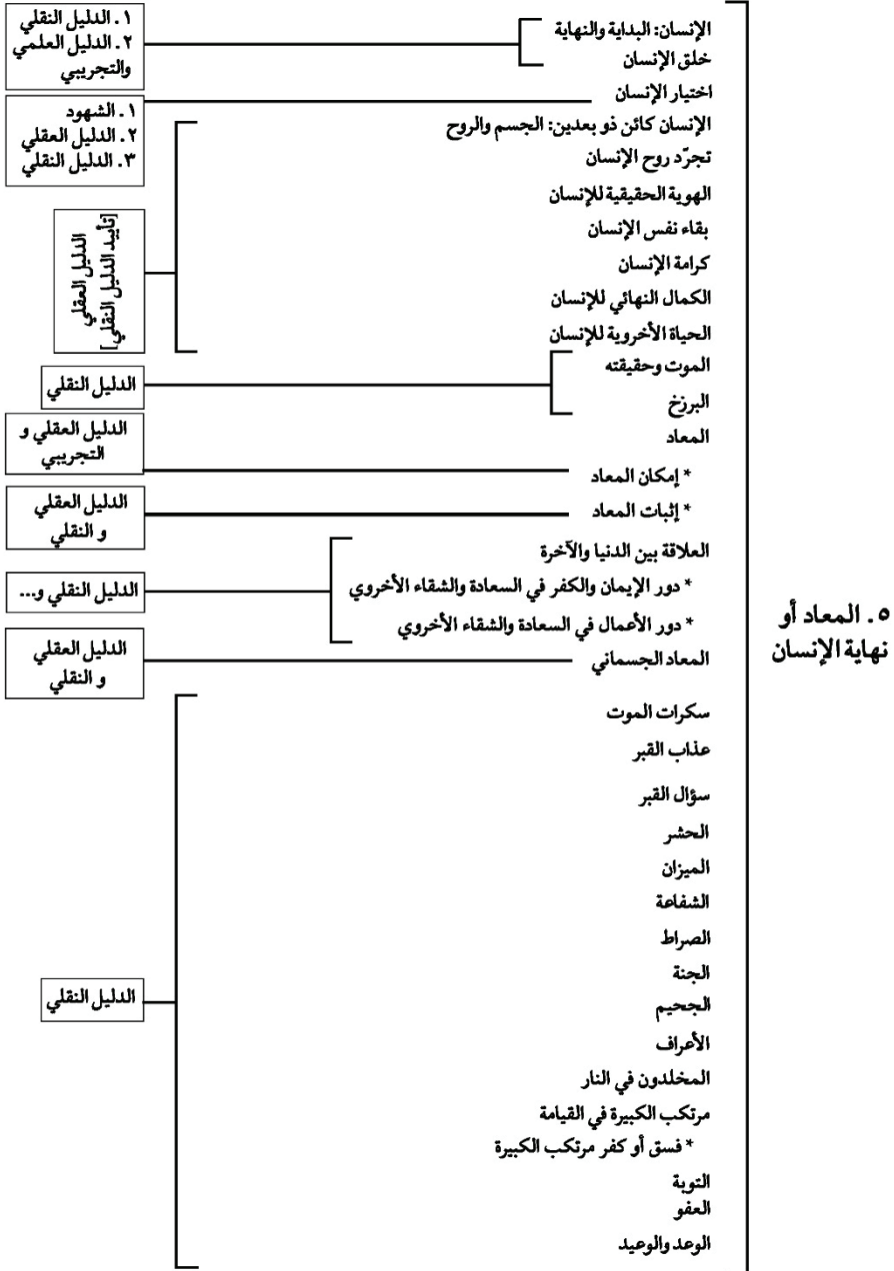 ٥. المعاد أو
نهاية الإنسان
الإنسان: البداية والنهاية
خلق الإنسان
١. الدليل النقلي
٢. الدليل العلمي
والتجريبي
اختيار الإنسان
١. الشهود
٢. الدليل العقلي
٣. الدليل النقلي
الإنسان كائن ذو بعدين: الجسم والروح
تجرّد روح الإنسان
الهوية الحقيقية للإنسان
بقاء نفس الإنسان
كرامة الإنسان
الكمال النهائي للإنسان
الحياة الأخروية للإنسان
الدليل العقلي
[تأييد الدليل النقلي]
الموت وحقيقته
البرزخ
الدليل النقلي
المعاد
* إمكان المعاد
الدليل العقلي و
التجريبي
* إثبات المعاد
الدليل العقلي
و النقلي
العلاقة بين الدنيا والآخرة
* دور الإيمان والكفر في السعادة والشقاء الأخروي
* دور الأعمال في السعادة والشقاء الأخروي
الدليل النقلي و...
المعاد الجسماني
الدليل العقلي
و النقلي
سكرات الموت
عذاب القبر
سؤال القبر
الحشر
الميزان
الشفاعة
الصراط
الجنة
الجحيم
الأعراف
المخلدون في النار
مرتكب الكبيرة في القيامة
* فسق أو كفر مرتكب الكبيرة
التوبة
العفو
الوعد والوعيد
الدليل النقلي